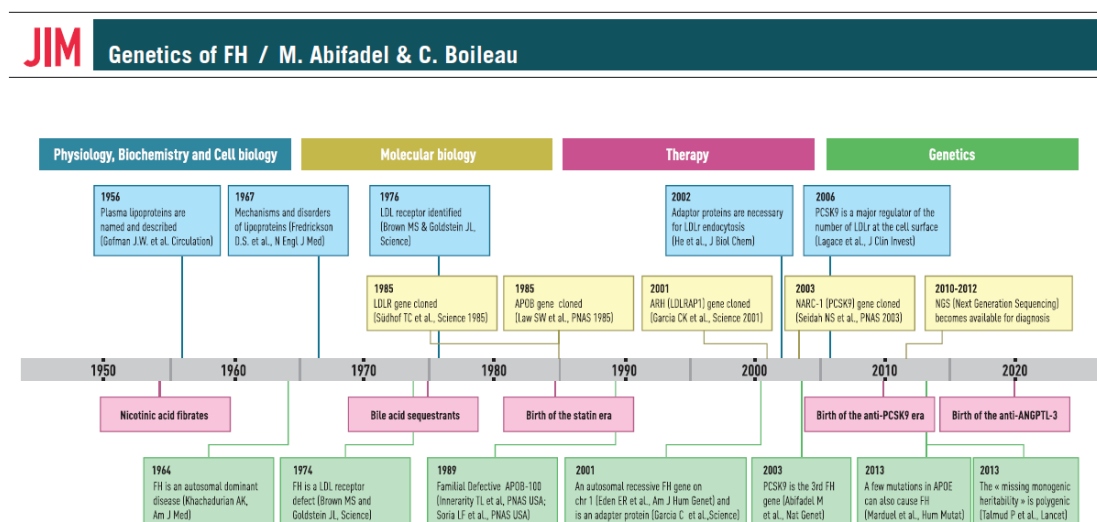 JIM
Genetics of FH / M. Abifadel & C. Boileau
Physiology, Biochemistry and Cell biology
Molecular biology
Therapy
Genetics
1956
Plasma lipoproteins are
named and described
(Gofman J.W. et al. Circulation)
1967
Mechanisms and disorders
of lipoproteins (Fredrickson
D.S. et al., N Engl J Med)
1976
LDL receptor identified
(Brown MS & Goldstein JL,
Science)
2002
Adaptor proteins are necessary
for LDLr endocytosis
(He et al., J Biol Chem)
2006
PCSK9 is a major regulator of the
number of LDLr at the cell surface
(Lagace et al., J Clin Invest)
1985
LDLR gene cloned
(Südhof TC et al., Science 1985)
1985
APOB gene cloned
(Law SW et al., PNAS 1985)
2001
ARH (LDLRAP1) gene cloned
(Garcia CK et al., Science 2001)
2003
NARC-1 (PCSK9) gene cloned
(Seidah NS et al., PNAS 2003)
2010-2012
NGS (Next Generation Sequencing)
becomes available for diagnosis
1950
1960
1970
1980
1990
2000
2010
2020
Nicotinic acid fibrates
Bile acid sequestrants
Birth of the statin era
Birth of the anti-PCSK9 era
Birth of the anti-ANGPTL-3
1964
FH is an autosomal dominant
disease (Khachadurian AK,
Am J Med)
1974
FH is a LDL receptor
defect (Brown MS and
Goldstein JL, Science)
1989
Familial Defective APOB-100
(Innerarity TL et al, PNAS USA;
Soria LF et al., PNAS USA)
2001
An autosomal recessive FH gene on
chr 1 (Eden ER et al., Am J Hum Genet) and
is an adapter protein (Garcia C et al.,Science)
2003
PCSK9 is the 3rd FH
gene (Abifadel M
et al., Nat Genet)
2013
A few mutations in APOE
can also cause FH
(Marduel et al., Hum Mutat)
2013
The « missing monogenic
heritability » is polygenic
(Talmud P et al., Lancet)